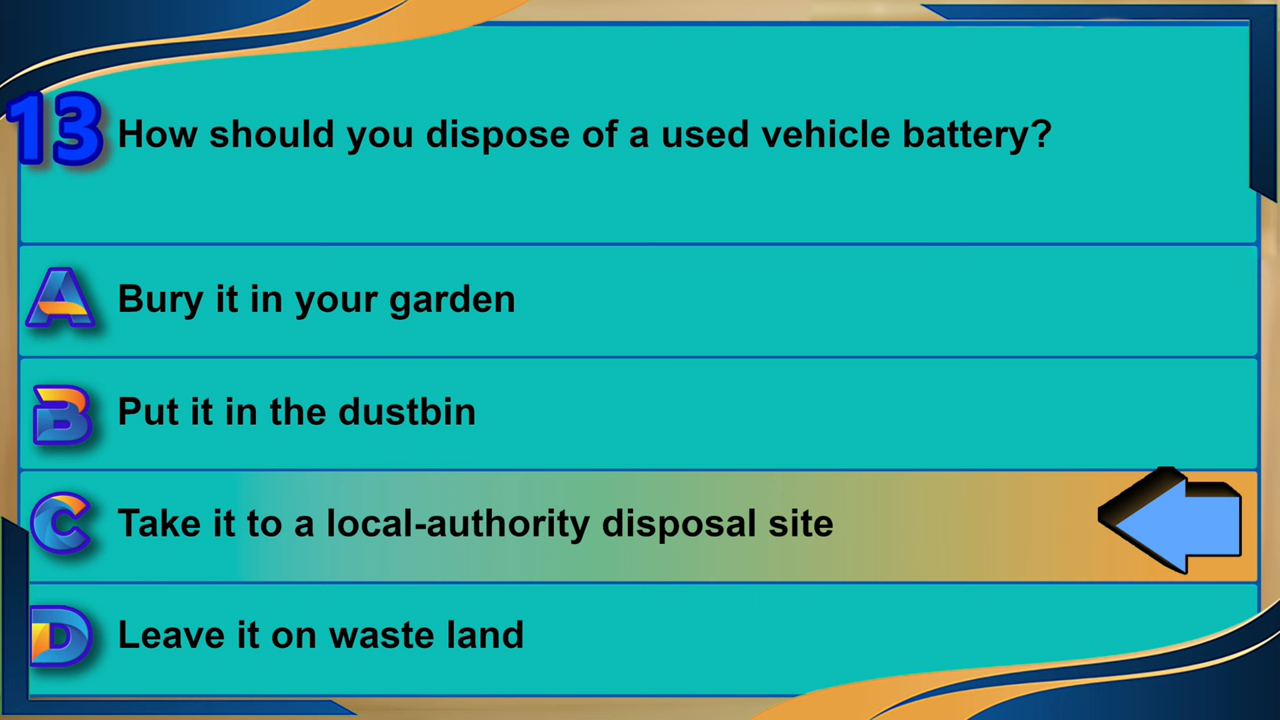 13 How should you dispose of a used vehicle battery?
A Bury it in your garden
B Put it in the dustbin
C Take it to a local-authority disposal site
D Leave it on waste land